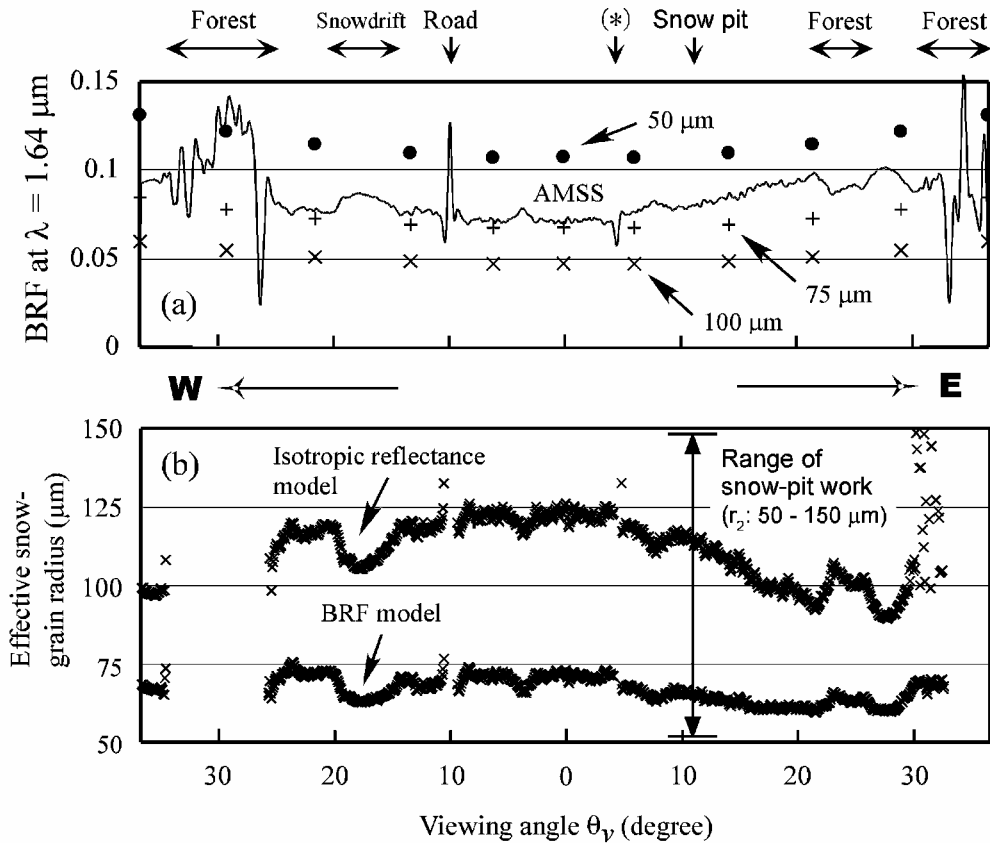 Forest Snowdrift Road (*) Snow pit Forest Forest
BRF at λ = 1.64 μm
0.15
0.1
0.05
0
50 μm
AMSS
75 μm
100 μm
(a)
W E
Effective snow-
grain radius (μm)
150
125
100
75
50
(b)
Isotropic reflectance
model
BRF model
Range of
snow-pit work
(r₂: 50 - 150 μm)
30 20 10 0 10 20 30
Viewing angle θᵥ (degree)